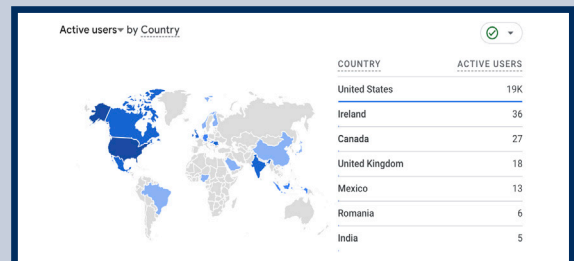 Active users by Country
COUNTRY ACTIVE USERS
United States 19K
Ireland 36
Canada 27
United Kingdom 18
Mexico 13
Romania 6
India 5